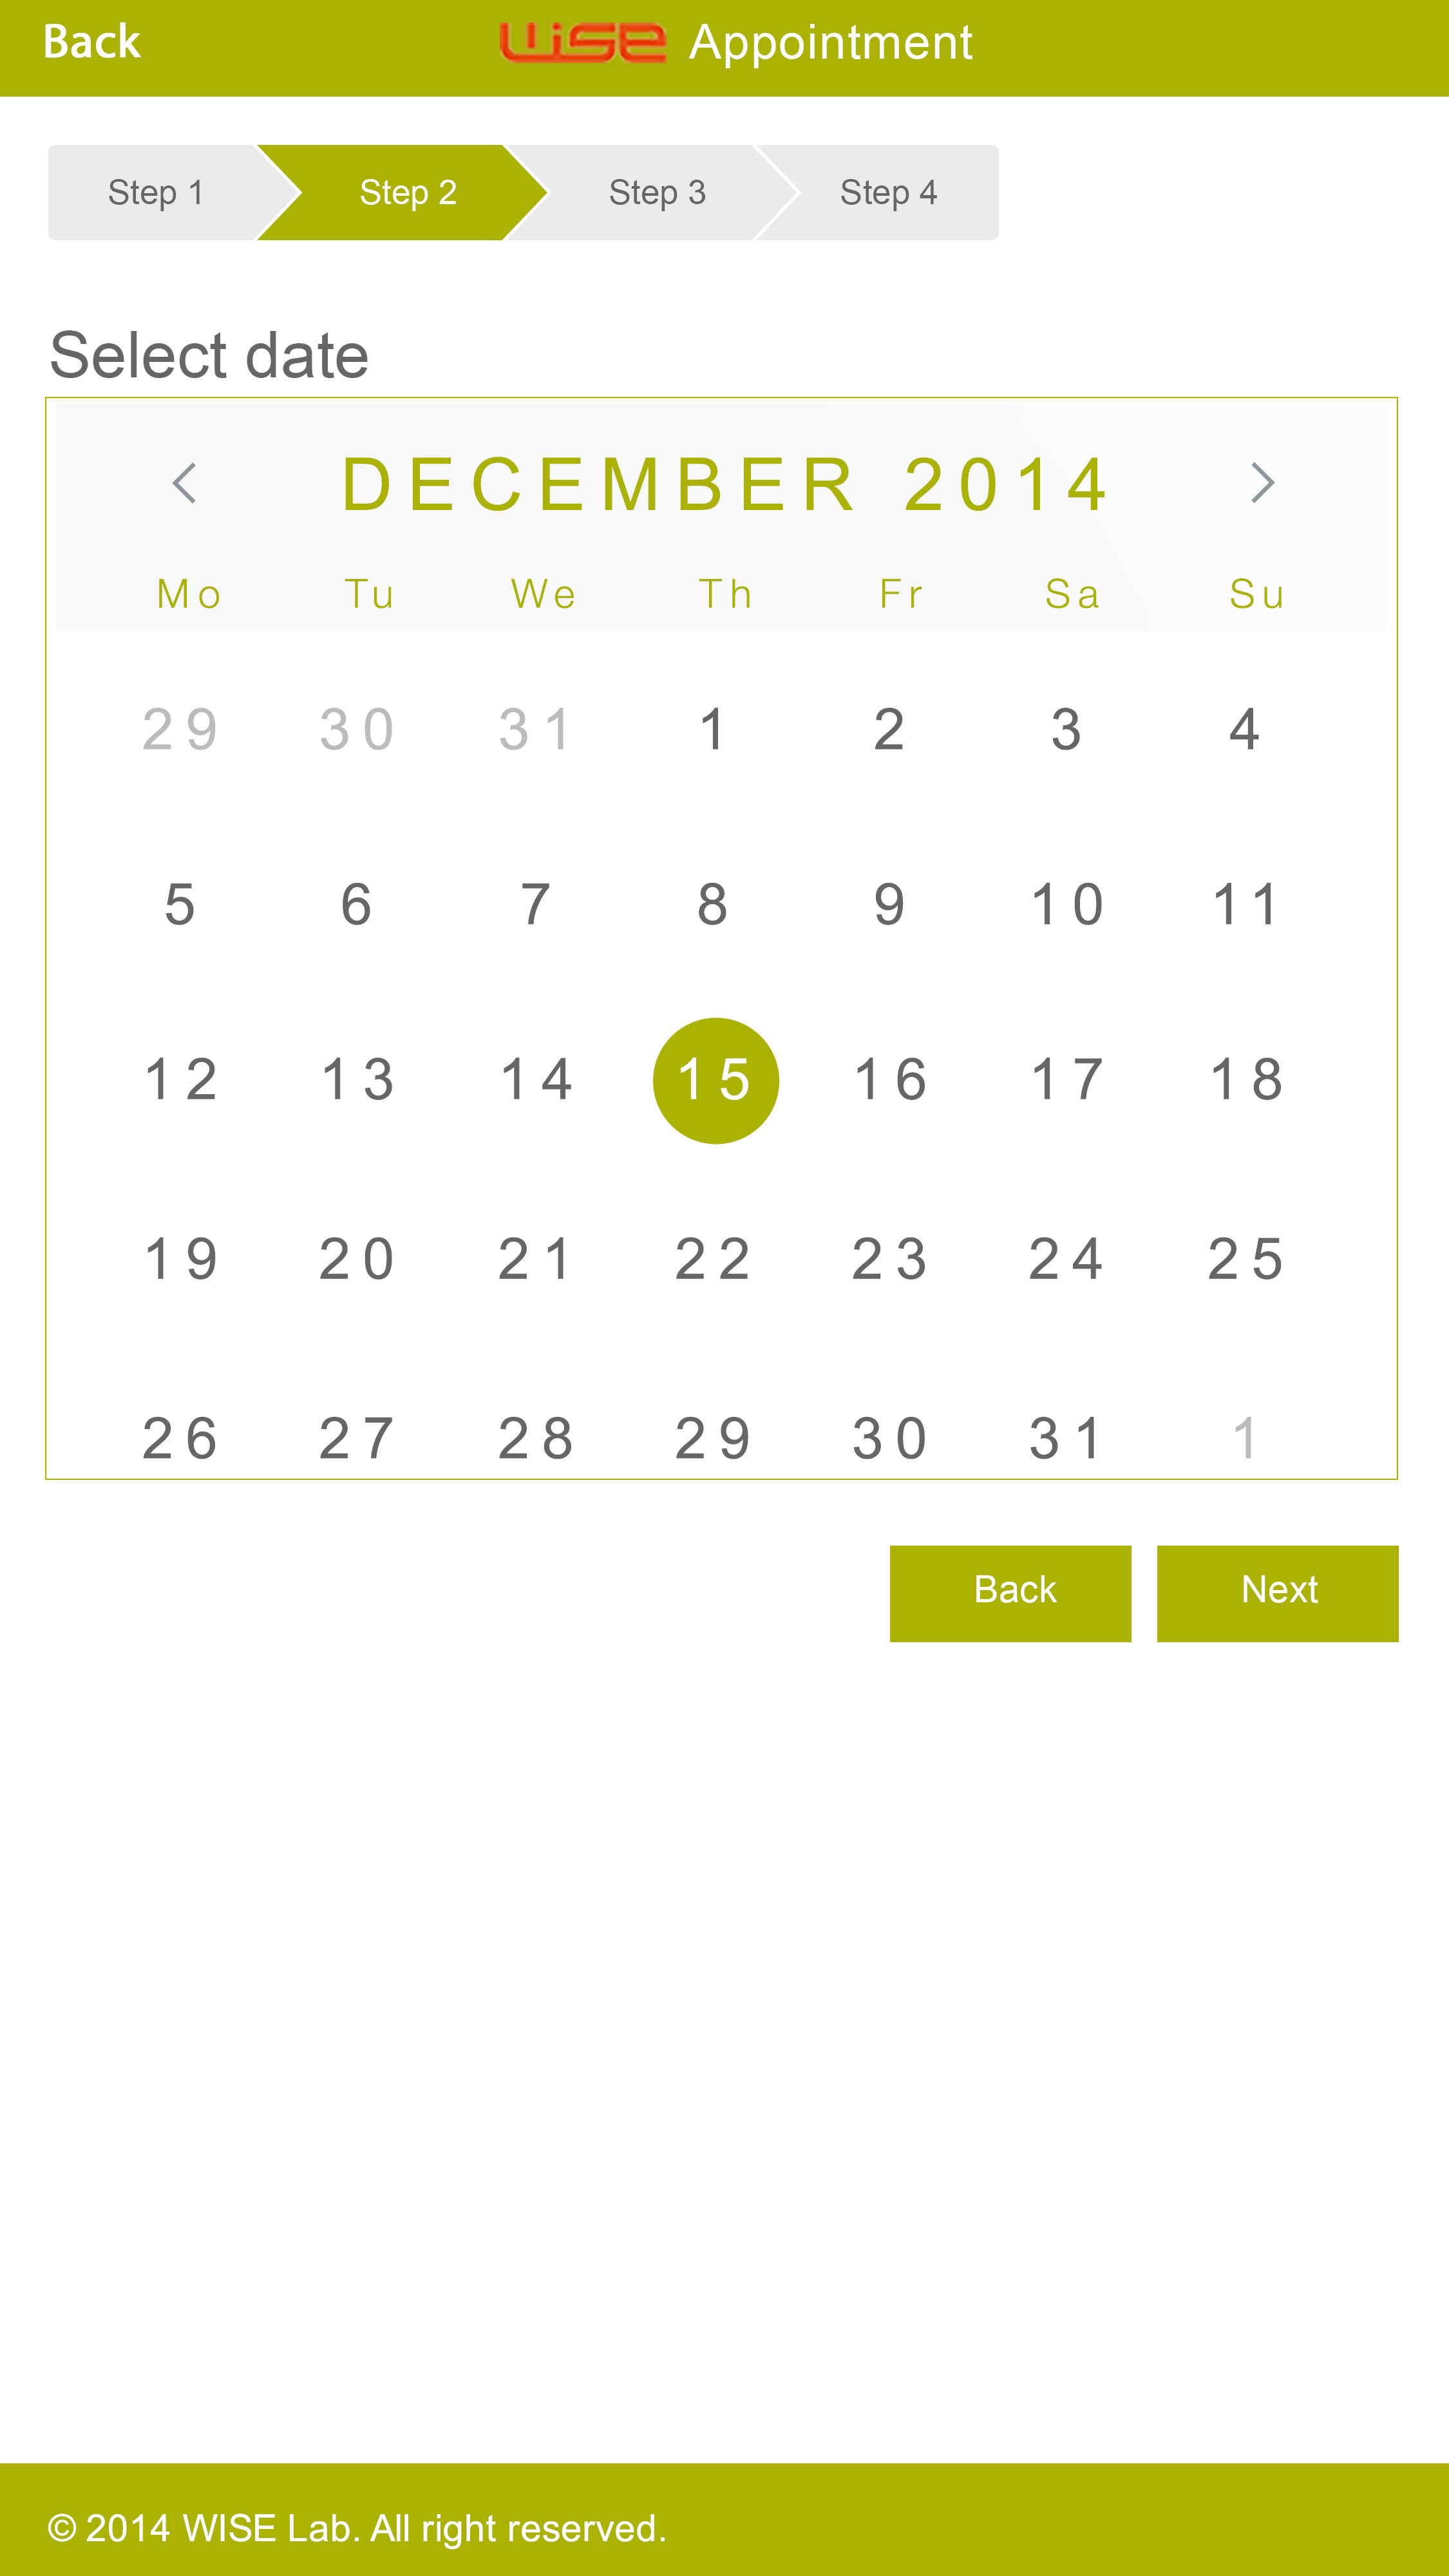 Back wise Appointment
Step 1 Step 2 Step 3 Step 4
Select date
< DECEMBER 2014 >
Mo Tu We Th Fr Sa Su
29 30 31 1 2 3 4
5 6 7 8 9 10 11
12 13 14 15 16 17 18
19 20 21 22 23 24 25
26 27 28 29 30 31 1
Back Next
© 2014 WISE Lab. All right reserved.